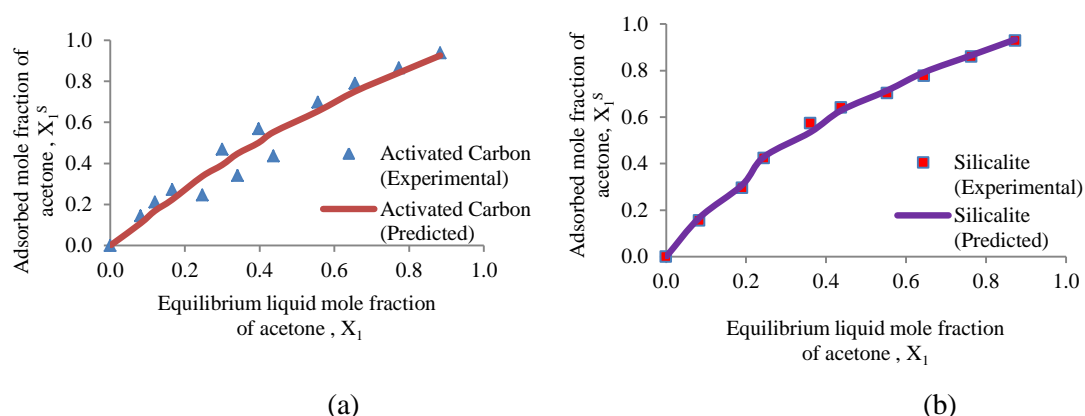 Adsorbed mole fraction of
acetone , X₁ˢ
1.0
0.8
0.6
0.4
0.2
0.0
0.0 0.2 0.4 0.6 0.8 1.0
Activated Carbon
(Experimental)
Activated Carbon
(Predicted)
Equilibrium liquid mole fraction
of acetone , X₁
(a)
Adsorbed mole fraction of
acetone, X₁ˢ
1.0
0.8
0.6
0.4
0.2
0.0
0.0 0.2 0.4 0.6 0.8 1.0
Silicalite
(Experimental)
Silicalite
(Predicted)
Equilibrium liquid mole fraction
of acetone , X₁
(b)